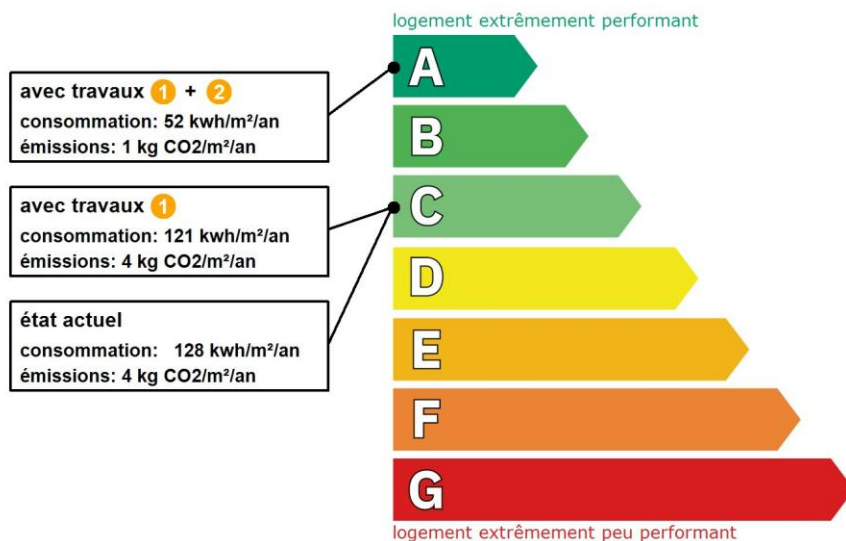 logement extrêmement performant
avec travaux 1 + 2
consommation: 52 kwh/m²/an
émissions: 1 kg CO2/m²/an
avec travaux 1
consommation: 121 kwh/m²/an
émissions: 4 kg CO2/m²/an
état actuel
consommation: 128 kwh/m²/an
émissions: 4 kg CO2/m²/an
A
B
C
D
E
F
G
logement extrêmement peu performant